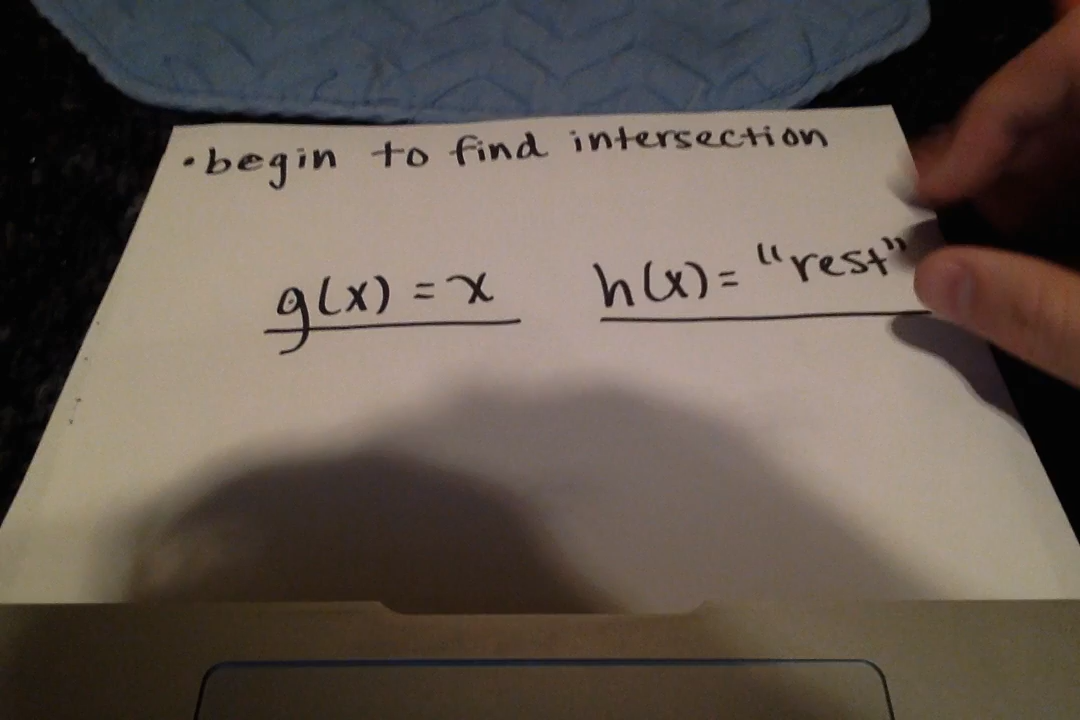 • begin to find intersection
g(x) = x h(x) = "rest"